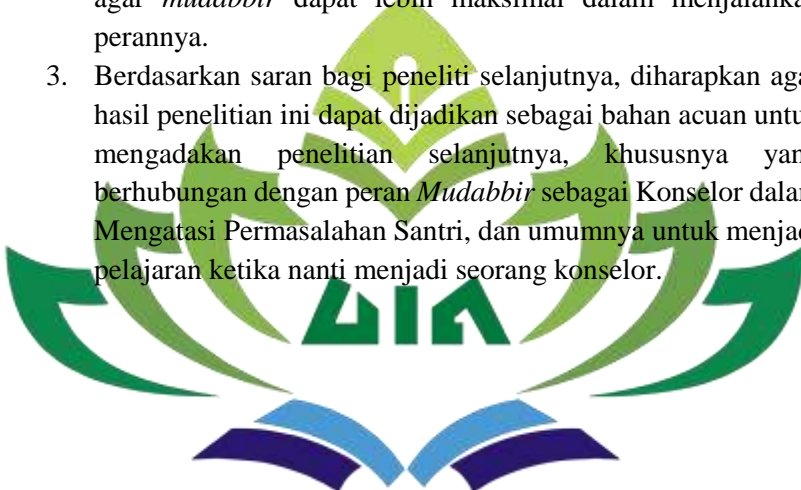 agar mudabbir dapat lebih maksimal dalam menjalanka
perannya.
3. Berdasarkan saran bagi peneliti selanjutnya, diharapkan aga
hasil penelitian ini dapat dijadikan sebagai bahan acuan untu
mengadakan penelitian selanjutnya, khususnya yan
berhubungan dengan peran Mudabbir sebagai Konselor dalam
Mengatasi Permasalahan Santri, dan umumnya untuk menjad
pelajaran ketika nanti menjadi seorang konselor.
UIN